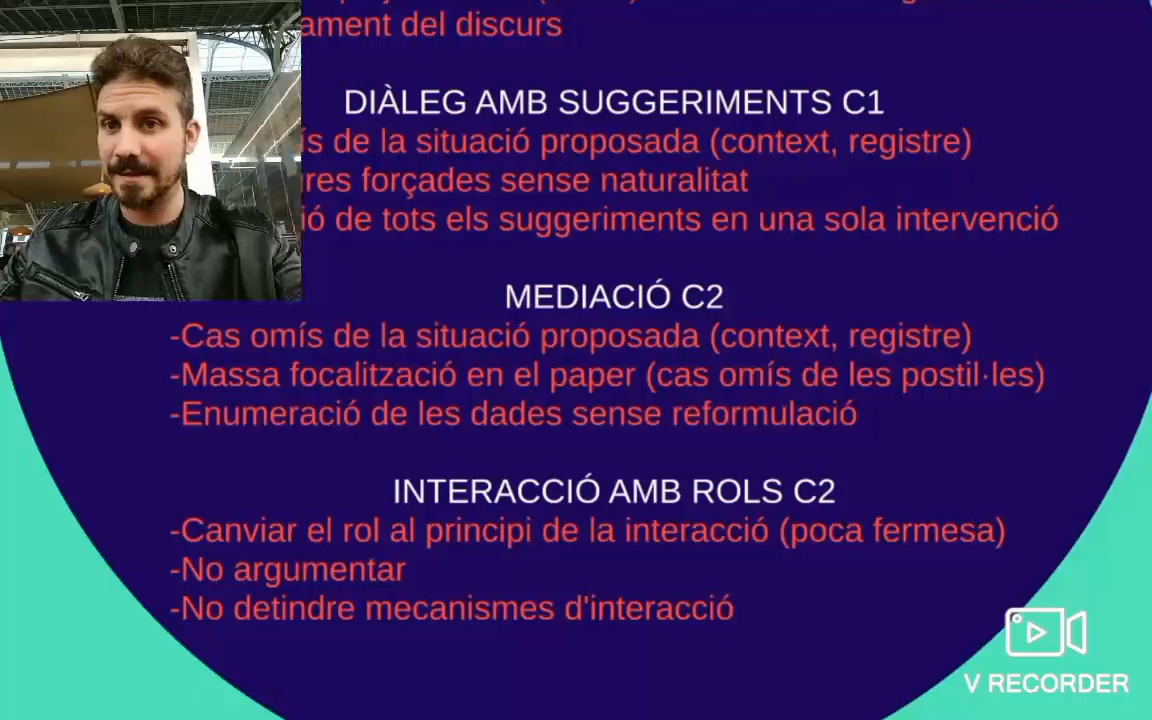 ament del discurs
DIÀLEG AMB SUGGERIMENTS C1
ís de la situació proposada (context, registre)
res forçades sense naturalitat
ió de tots els suggeriments en una sola intervenció
MEDIACIÓ C2
-Cas omís de la situació proposada (context, registre)
-Massa focalització en el paper (cas omís de les postil·les)
-Enumeració de les dades sense reformulació
INTERACCIÓ AMB ROLS C2
-Canviar el rol al principi de la interacció (poca fermesa)
-No argumentar
-No detindre mecanismes d'interacció
V RECORDER